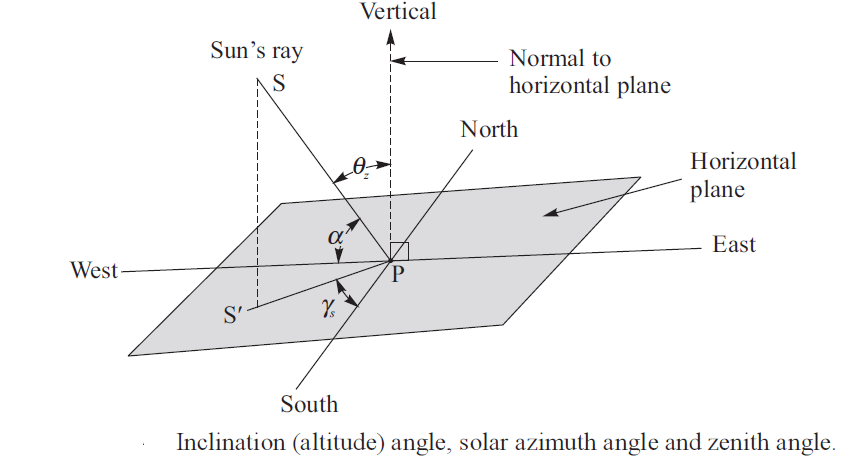 Vertical
Sun's ray
S
Normal to
horizontal plane
North
θz
Horizontal
plane
α
East
West
P
S′
γs
South
Inclination (altitude) angle, solar azimuth angle and zenith angle.